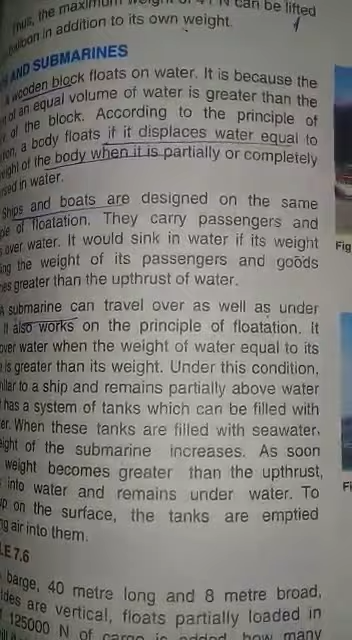 Thus, the maximum weight of 41 N can be lifted
balloon in addition to its own weight.
AND SUBMARINES
A wooden block floats on water. It is because the
of an equal volume of water is greater than the
of the block. According to the principle of
a body floats if it displaces water equal to
weight of the body when it is partially or completely
in water.
Ships and boats are designed on the same
of floatation. They carry passengers and
over water. It would sink in water if its weight
the weight of its passengers and goods
greater than the upthrust of water.
A submarine can travel over as well as under
It also works on the principle of floatation. It
over water when the weight of water equal to its
is greater than its weight. Under this condition,
to a ship and remains partially above water
has a system of tanks which can be filled with
When these tanks are filled with seawater,
of the submarine increases. As soon
weight becomes greater than the upthrust,
into water and remains under water. To
up on the surface, the tanks are emptied
air into them.
7.6
barge, 40 metre long and 8 metre broad,
are vertical, floats partially loaded in
125000 N of cargo is added, how many
Fig